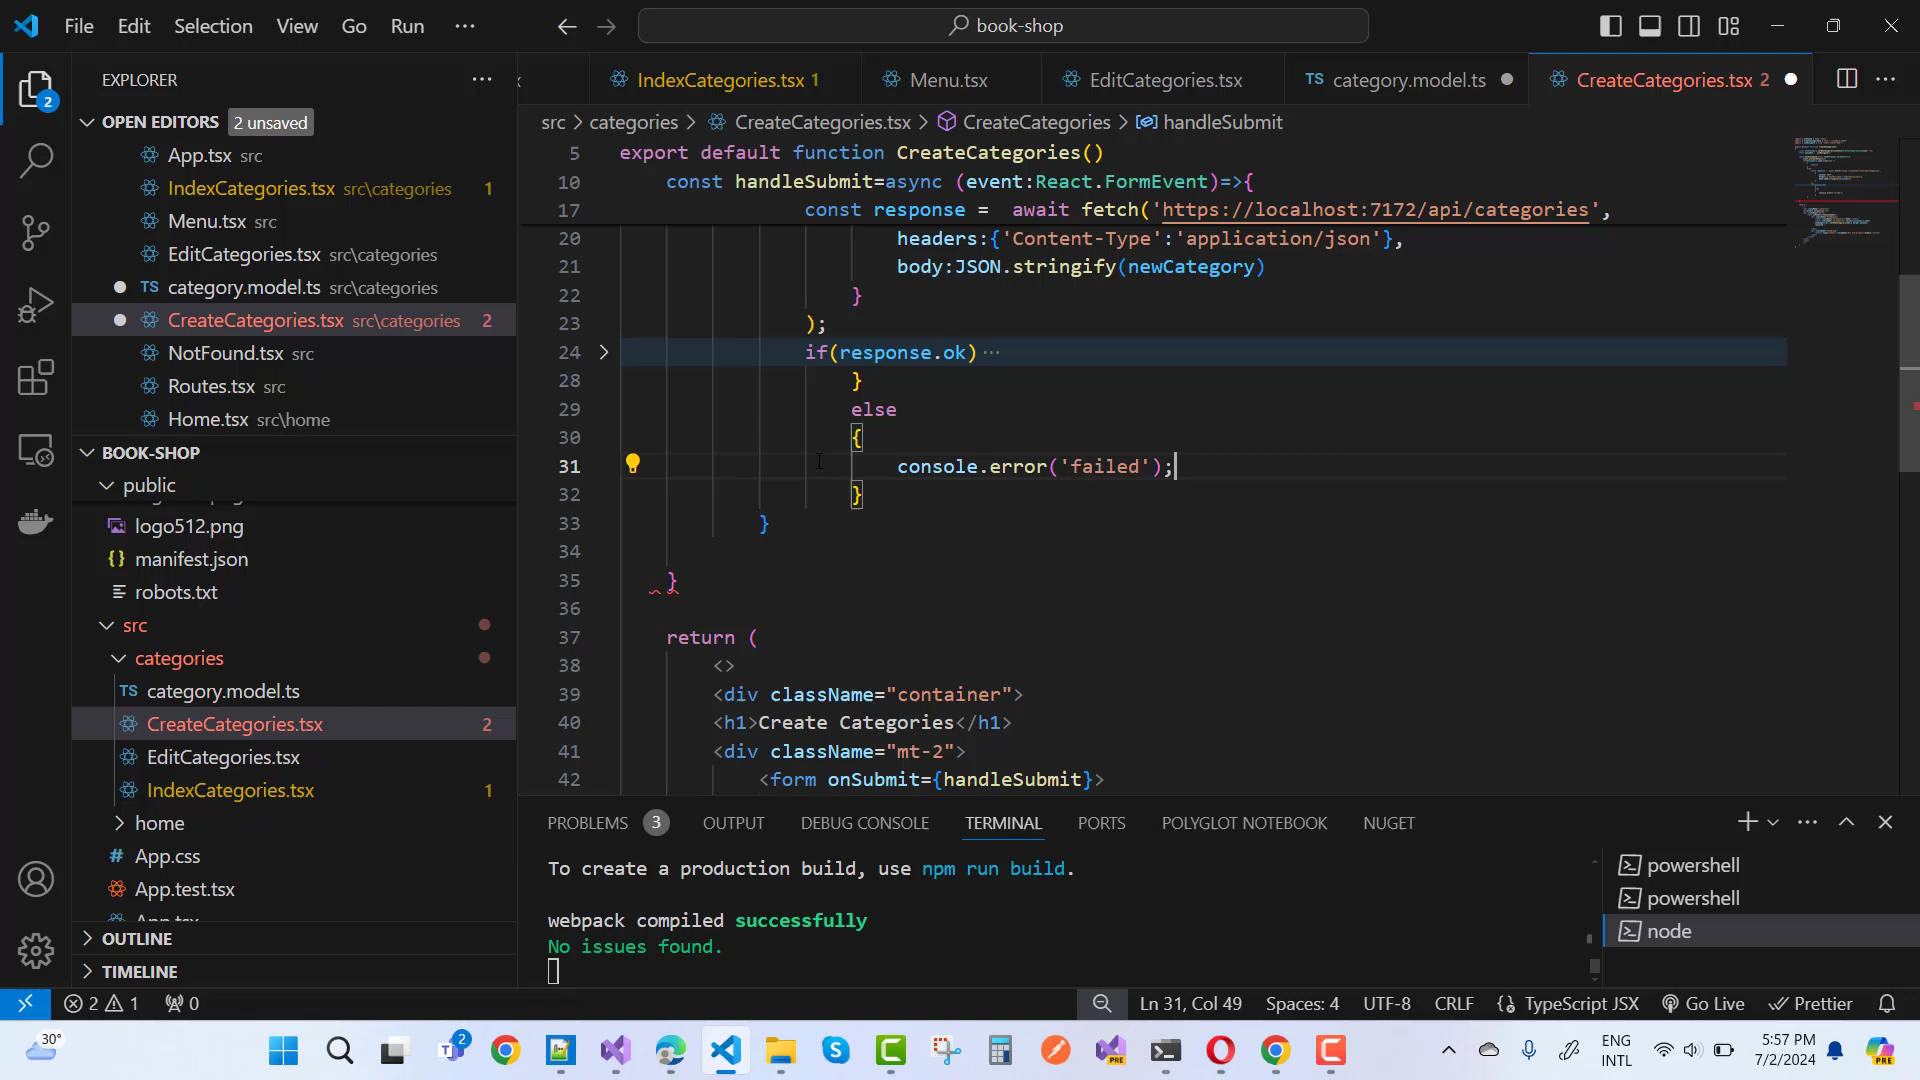 File Edit Selection View Go Run ···
book-shop
EXPLORER
OPEN EDITORS 2 unsaved
App.tsx src
IndexCategories.tsx src\categories 1
Menu.tsx src
EditCategories.tsx src\categories
TS category.model.ts src\categories
CreateCategories.tsx src\categories 2
NotFound.tsx src
Routes.tsx src
Home.tsx src\home
BOOK-SHOP
public
logo512.png
manifest.json
robots.txt
src
categories
TS category.model.ts
CreateCategories.tsx 2
EditCategories.tsx
IndexCategories.tsx 1
home
App.css
App.test.tsx
App.tsx
OUTLINE
TIMELINE
2
IndexCategories.tsx 1 Menu.tsx EditCategories.tsx TS category.model.ts CreateCategories.tsx 2
src > categories > CreateCategories.tsx > CreateCategories > handleSubmit
5 export default function CreateCategories()
10 const handleSubmit=async (event:React.FormEvent)=>{
17 const response = await fetch('https://localhost:7172/api/categories',
20 headers:{'Content-Type':'application/json'},
21 body:JSON.stringify(newCategory)
22 }
23 );
24 if(response.ok)···
28 }
29 else
30 {
31 console.error('failed');
32 }
33 }
34
35 }
36
37 return (
38 <>
39 <div className="container">
40 <h1>Create Categories</h1>
41 <div className="mt-2">
42 <form onSubmit={handleSubmit}>
PROBLEMS 3 OUTPUT DEBUG CONSOLE TERMINAL PORTS POLYGLOT NOTEBOOK NUGET
To create a production build, use npm run build.
webpack compiled successfully
No issues found.
powershell
powershell
node
2 1 0
Ln 31, Col 49 Spaces: 4 UTF-8 CRLF {} TypeScript JSX Go Live Prettier
30°
2
PRE
ENG
INTL
5:57 PM
7/2/2024
PRE